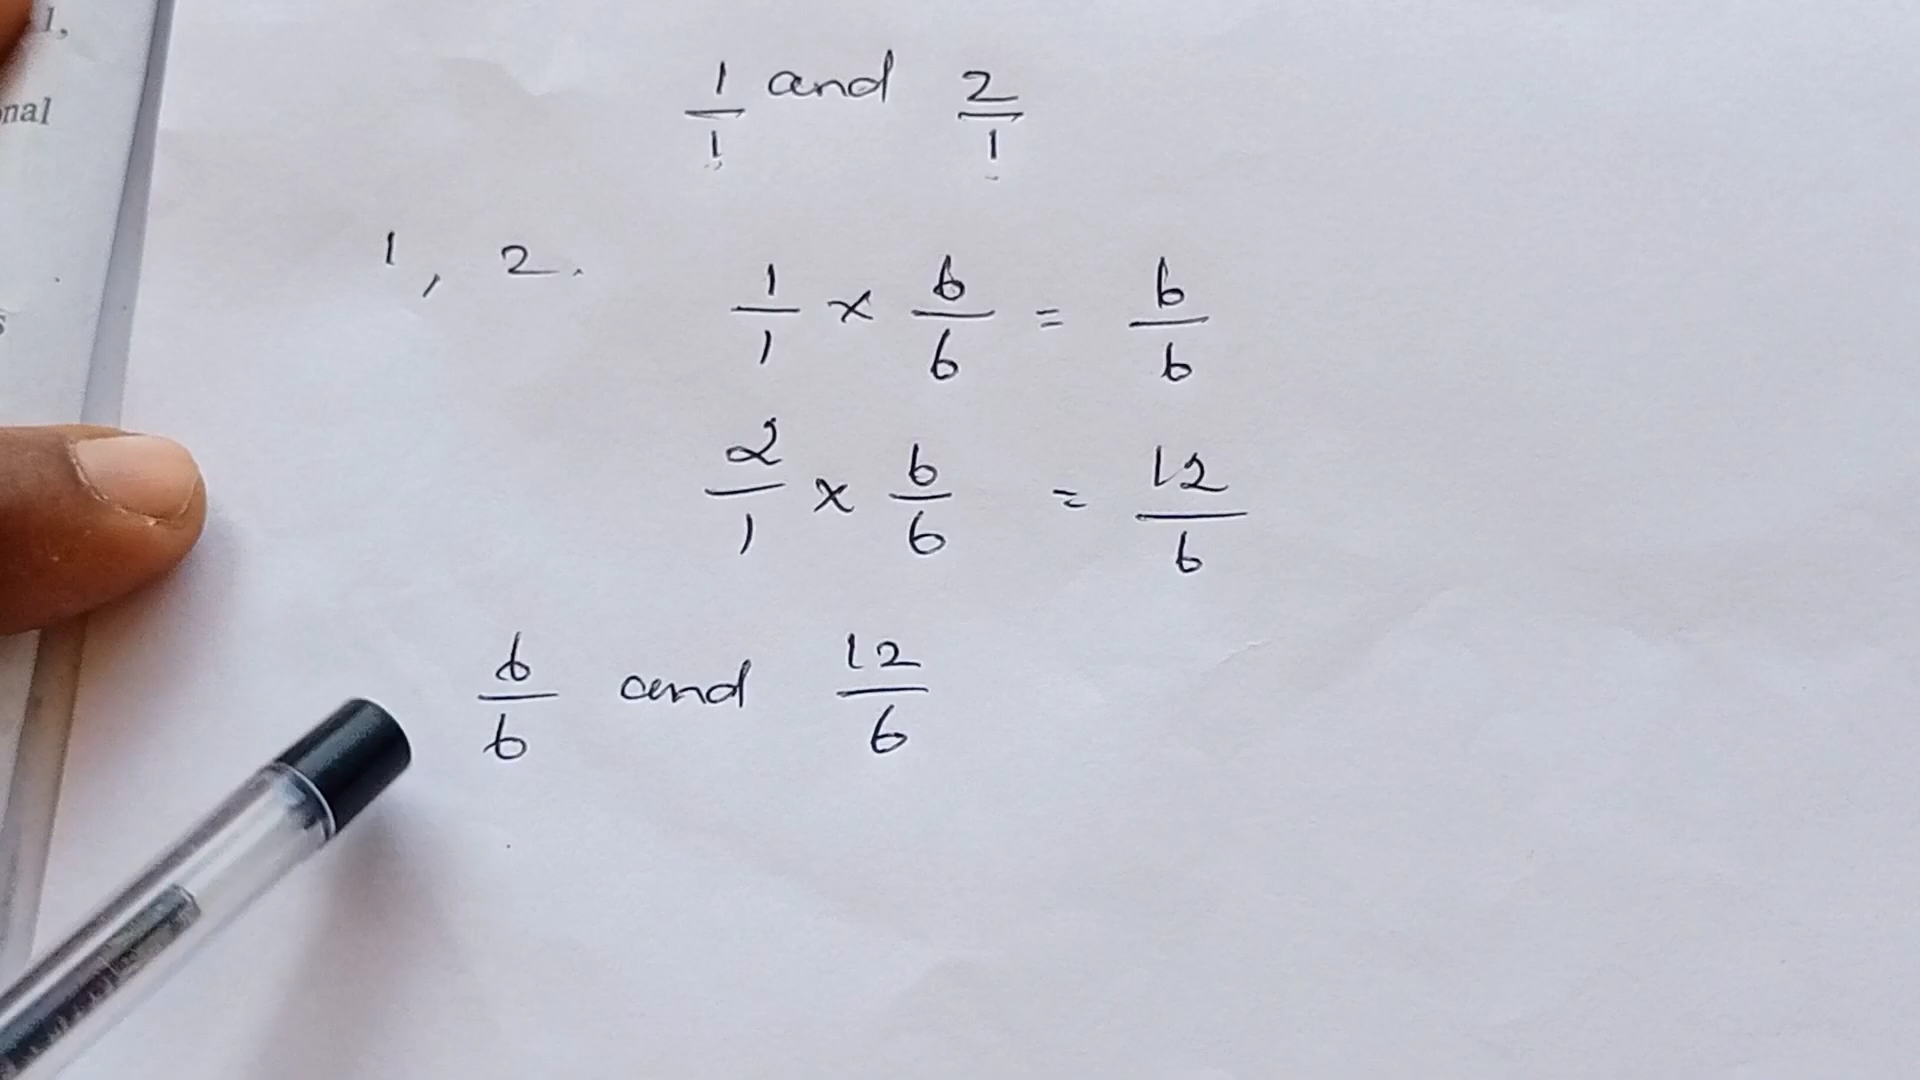 1,
nal
s
1/1 and 2/1
1, 2.
1/1 × 6/6 = 6/6
2/1 × 6/6 = 12/6
6/6 and 12/6